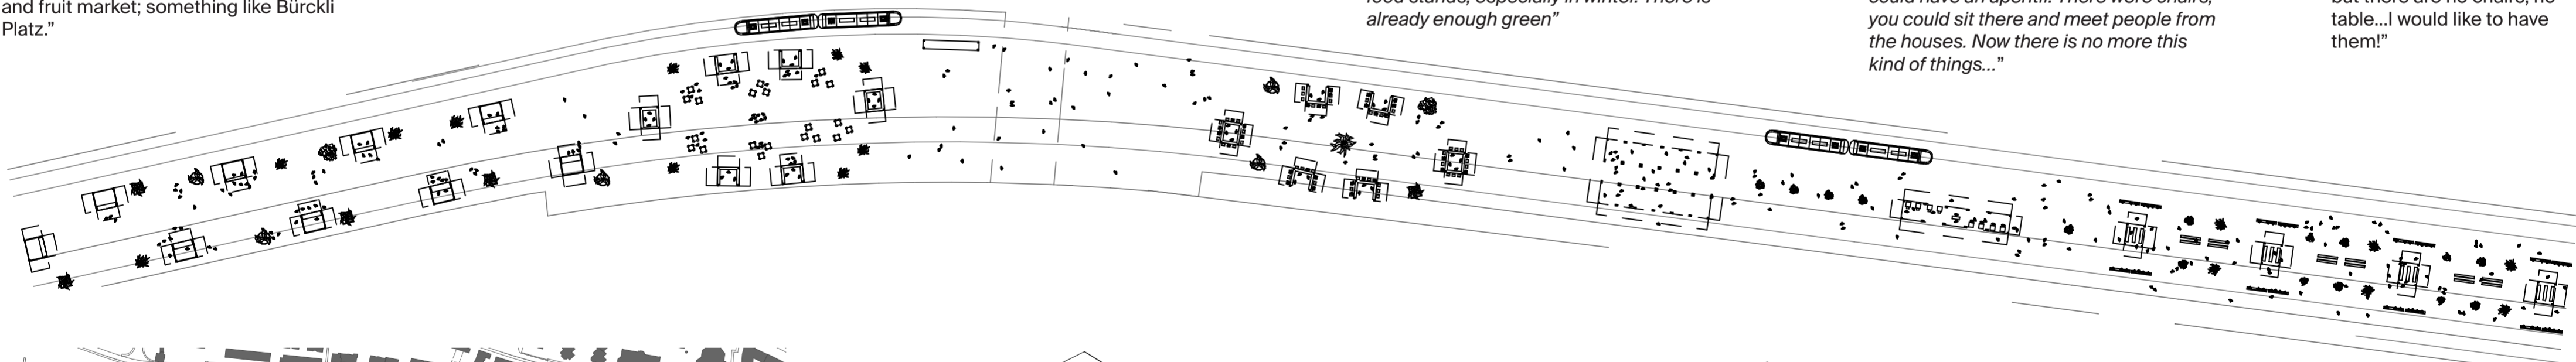 and fruit market; something like Bürckli
Platz.”
already enough green”
you could sit there and meet people from
the houses. Now there is no more this
kind of things...”
table...I would like to have
them!”